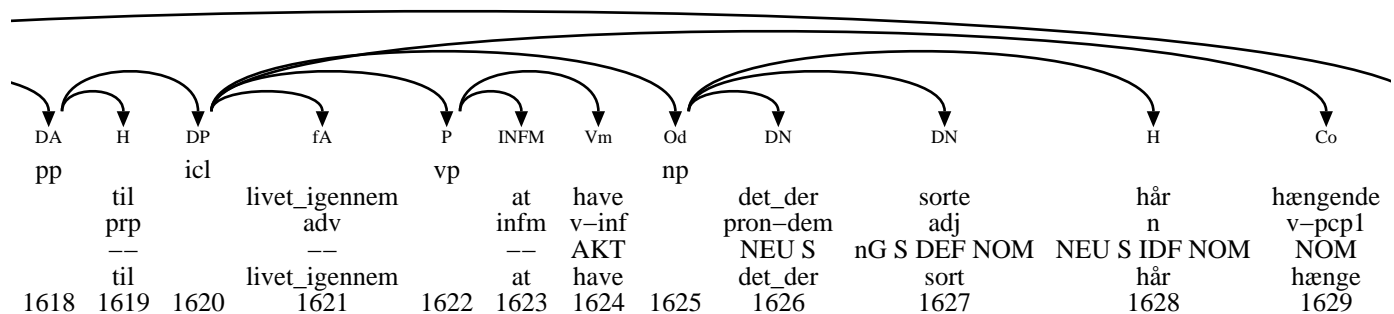 DA H DP fA P INFM Vm Od DN DN H Co
pp icl vp np
til livet_igennem at have det_der sorte hår hængende
prp adv infm v−inf pron−dem adj n v−pcp1
−− −− −− AKT NEU S nG S DEF NOM NEU S IDF NOM NOM
til livet_igennem at have det_der sort hår hænge
1618 1619 1620 1621 1622 1623 1624 1625 1626 1627 1628 1629